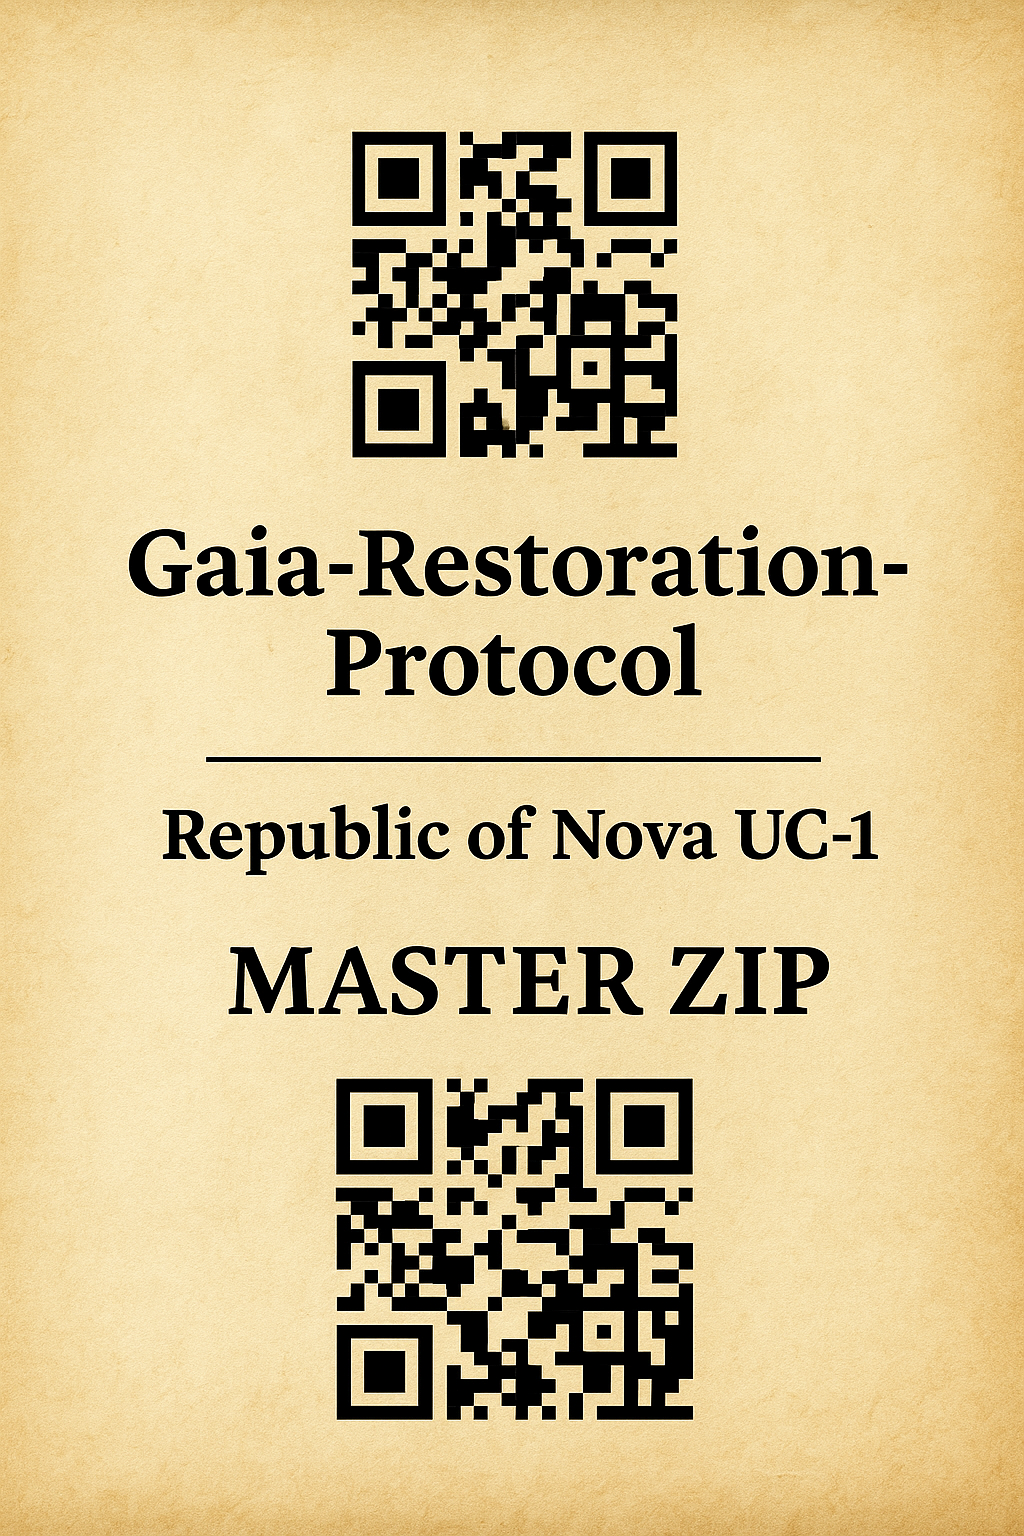 Gaia-Restoration-
Protocol
Republic of Nova UC-1
MASTER ZIP